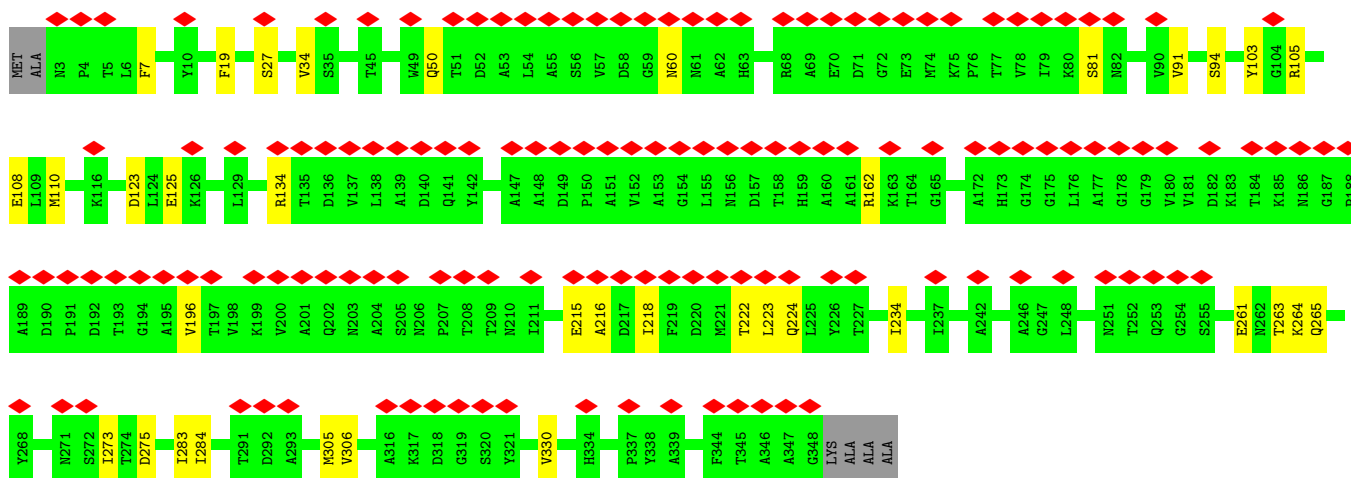 MET ALA N3 P4 T5 L6 F7 Y10 F19 S27 V34 S35 T45 W49 Q50 T51 D52 A53 L54 A55 S56 V57 D58 G59 N60 N61 A62 H63 R68 A69 E70 D71 G72 E73 M74 K75 P76 T77 V78 I79 K80 S81 N82 V90 V91 S94 Y103 G104 R105
E108 L109 M110 K116 D123 L124 E125 K126 L129 R134 T135 D136 V137 L138 A139 D140 Q141 Y142 A147 A148 D149 P150 A151 V152 A153 G154 L155 N156 D157 T158 H159 A160 A161 R162 K163 T164 G165 A172 H173 G174 G175 L176 A177 G178 G179 V180 V181 D182 K183 T184 K185 N186 G187
A189 D190 P191 D192 T193 G194 A195 V196 T197 V198 K199 V200 A201 Q202 N203 A204 S205 N206 P207 T208 T209 N210 I211 E215 A216 D217 I218 F219 D220 M221 T222 L223 Q224 L225 Y226 T227 I234 I237 A242 A246 G247 L248 N251 T252 Q253 G254 S255 E261 N262 T263 K264 Q265
Y268 N271 S272 I273 T274 D275 I283 I284 T291 D292 A293 M305 V306 A316 K317 D318 G319 S320 Y321 V330 H334 P337 Y338 A339 F344 T345 A346 A347 G348 LYS ALA ALA ALA